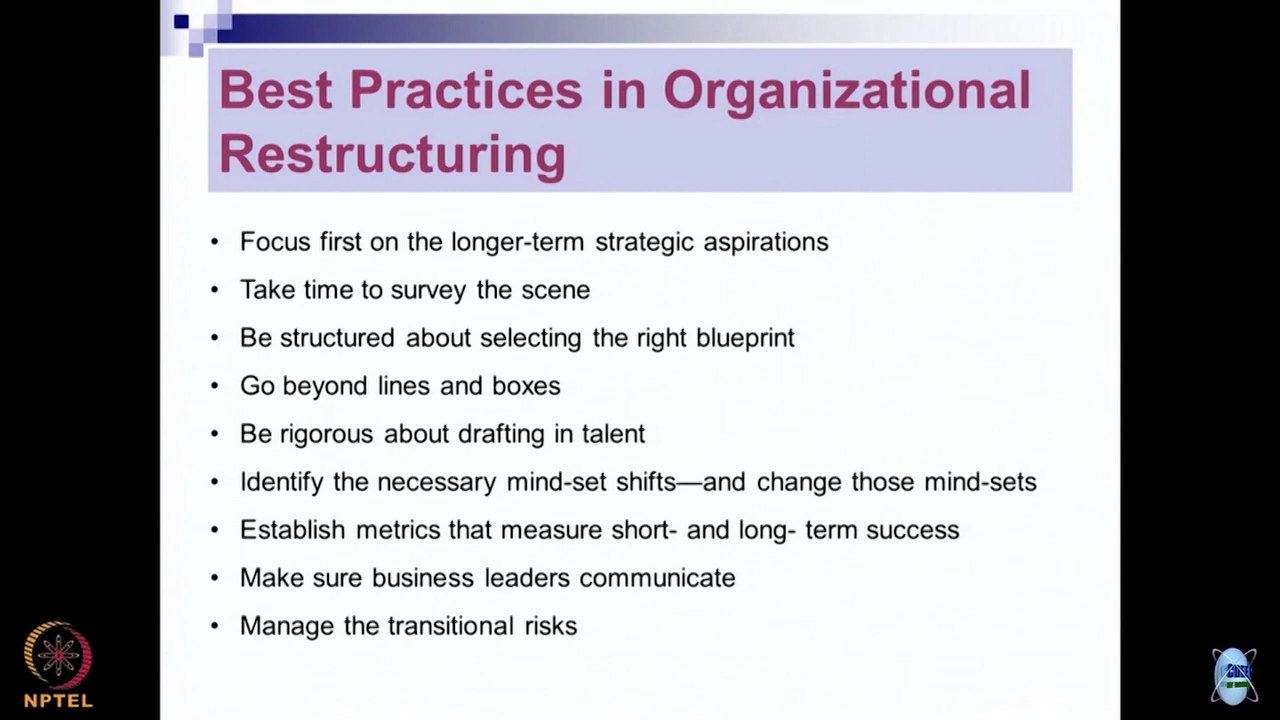 Best Practices in Organizational
Restructuring
• Focus first on the longer-term strategic aspirations
• Take time to survey the scene
• Be structured about selecting the right blueprint
• Go beyond lines and boxes
• Be rigorous about drafting in talent
• Identify the necessary mind-set shifts—and change those mind-sets
• Establish metrics that measure short- and long- term success
• Make sure business leaders communicate
• Manage the transitional risks
NPTEL